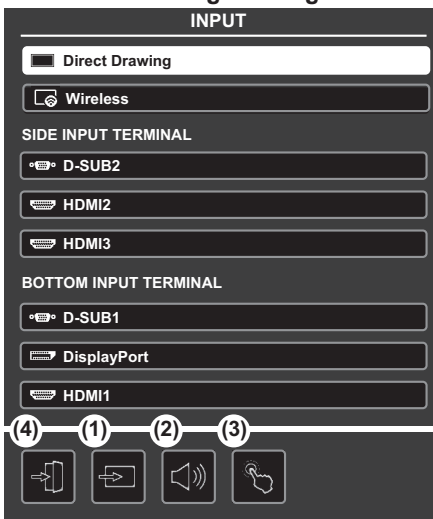 INPUT
Direct Drawing
Wireless
SIDE INPUT TERMINAL
D-SUB2
HDMI2
HDMI3
BOTTOM INPUT TERMINAL
D-SUB1
DisplayPort
HDMI1
(4) (1) (2) (3)